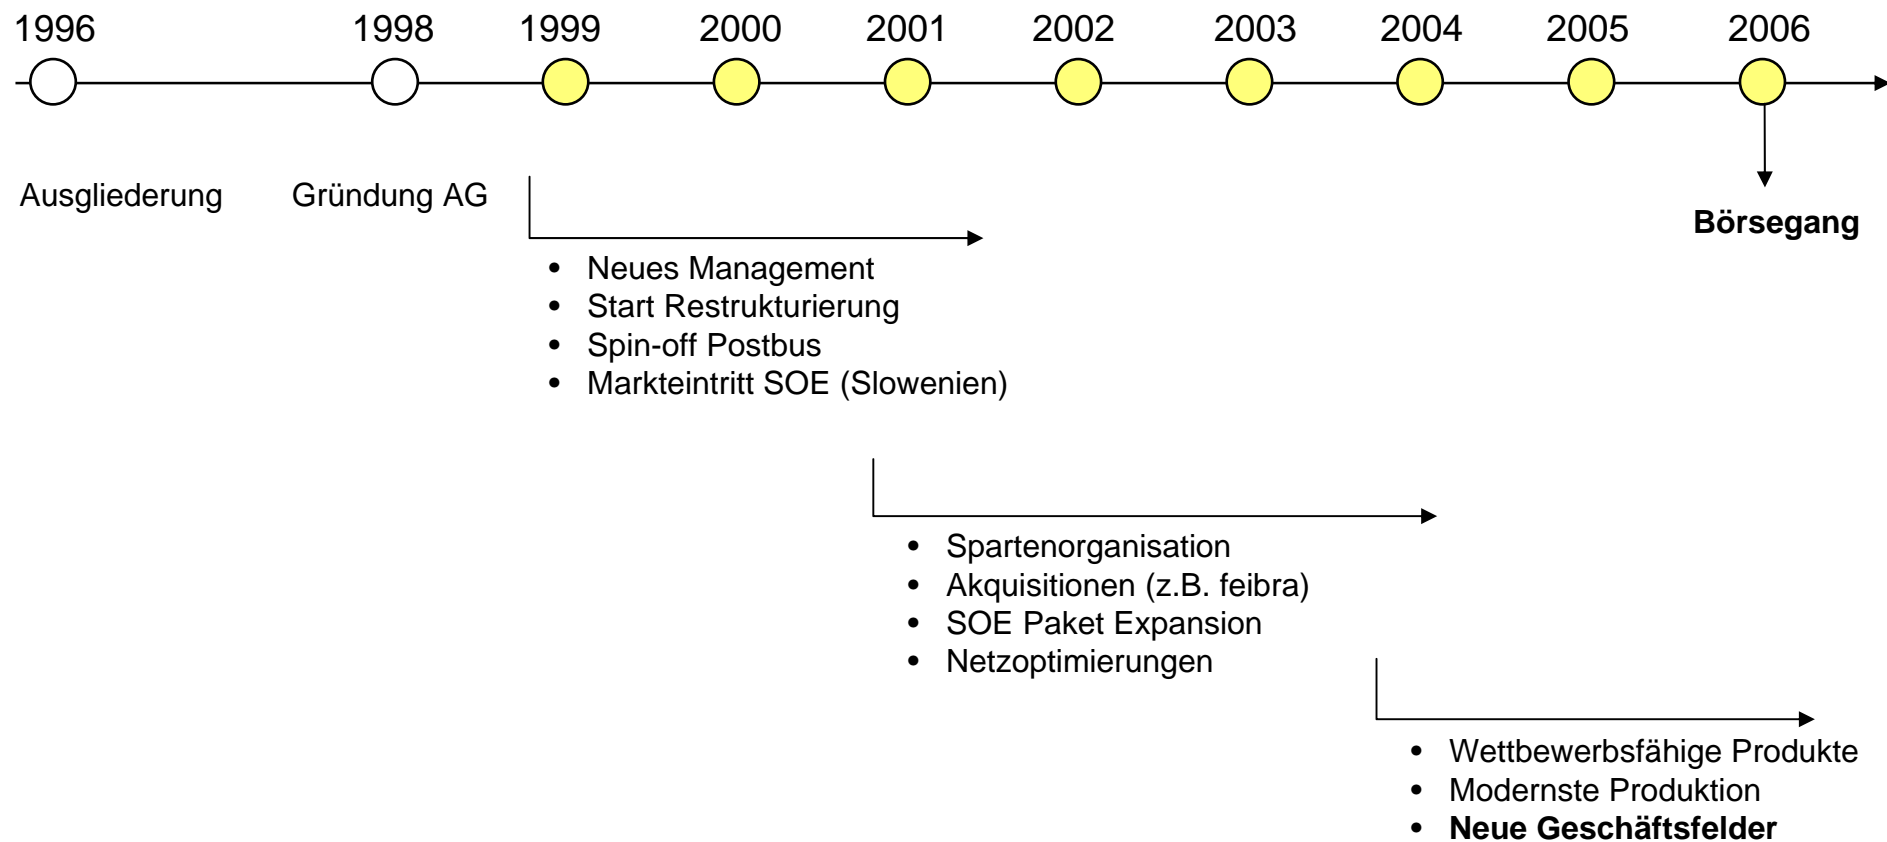 1996 1998 1999 2000 2001 2002 2003 2004 2005 2006
Ausgliederung Gründung AG
Börsegang
• Neues Management
• Start Restrukturierung
• Spin-off Postbus
• Markteintritt SOE (Slowenien)
• Spartenorganisation
• Akquisitionen (z.B. feibra)
• SOE Paket Expansion
• Netzoptimierungen
• Wettbewerbsfähige Produkte
• Modernste Produktion
• Neue Geschäftsfelder